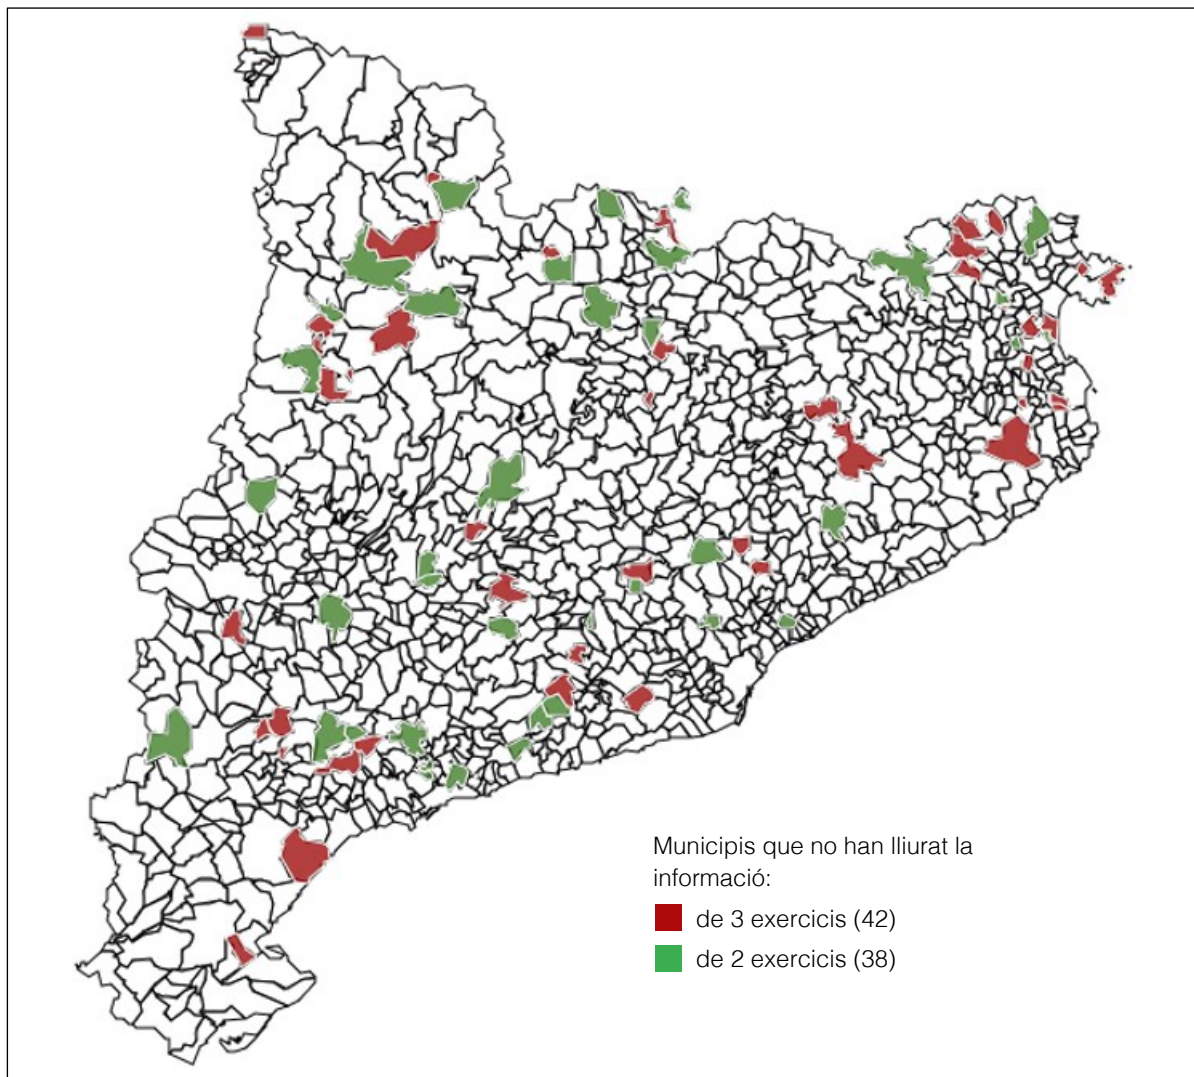 Municipis que no han lliurat la
informació:
de 3 exercicis (42)
de 2 exercicis (38)